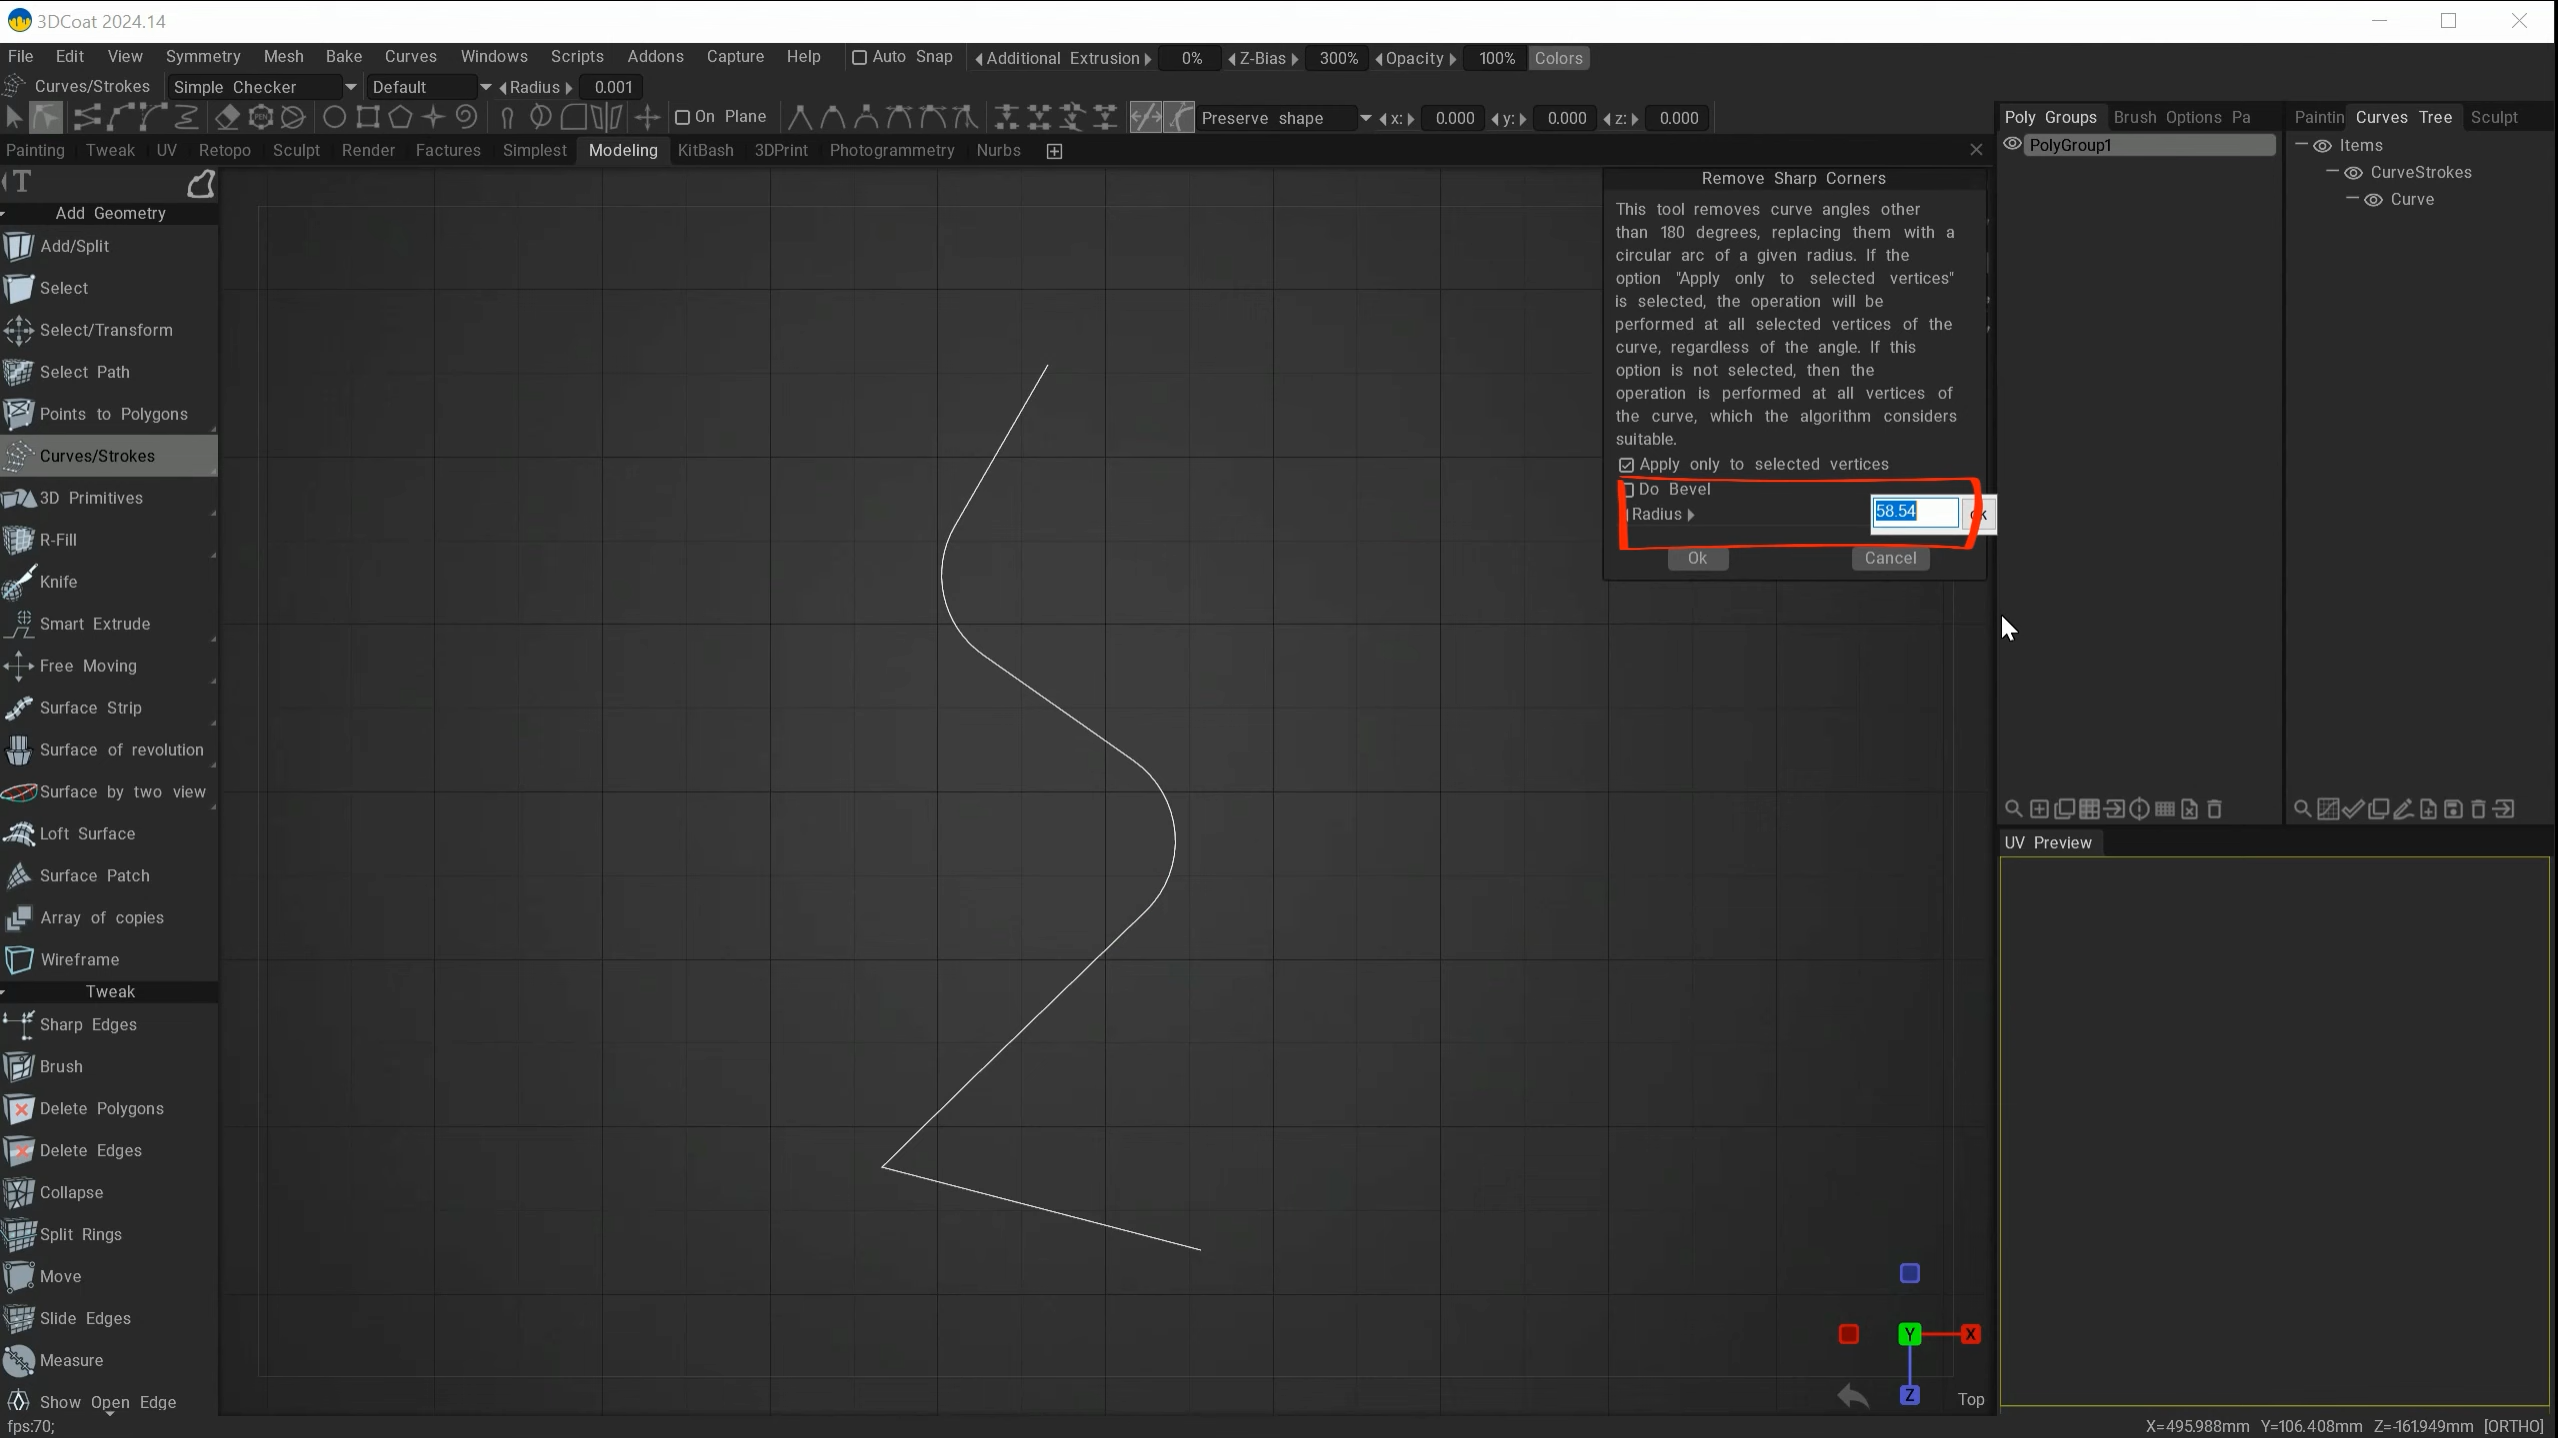 3DCoat 2024.14
File Edit View Symmetry Mesh Bake Curves Windows Scripts Addons Capture Help Auto Snap Additional Extrusion 0% Z-Bias 300% Opacity 100% Colors
Curves/Strokes Simple Checker Default Radius 0.001
On Plane Preserve shape x: 0.000 y: 0.000 z: 0.000
Painting Tweak UV Retopo Sculpt Render Factures Simplest Modeling KitBash 3DPrint Photogrammetry Nurbs
T
Add Geometry
Add/Split
Select
Select/Transform
Select Path
Points to Polygons
Curves/Strokes
3D Primitives
R-Fill
Knife
Smart Extrude
Free Moving
Surface Strip
Surface of revolution
Surface by two view
Loft Surface
Surface Patch
Array of copies
Wireframe
Tweak
Sharp Edges
Brush
Delete Polygons
Delete Edges
Collapse
Split Rings
Move
Slide Edges
Measure
Show Open Edge
fps:70;
Remove Sharp Corners
This tool removes curve angles other
than 180 degrees, replacing them with a
circular arc of a given radius. If the
option "Apply only to selected vertices"
is selected, the operation will be
performed at all selected vertices of the
curve, regardless of the angle. If this
option is not selected, then the
operation is performed at all vertices of
the curve, which the algorithm considers
suitable.
Apply only to selected vertices
Do Bevel
Radius 58.54 ok
Ok Cancel
Poly Groups Brush Options Pa
PolyGroup1
Paintin Curves Tree Sculpt
Items
CurveStrokes
Curve
UV Preview
Y X
Z
Top
X=495.988mm Y=106.408mm Z=-161.949mm [ORTHO]